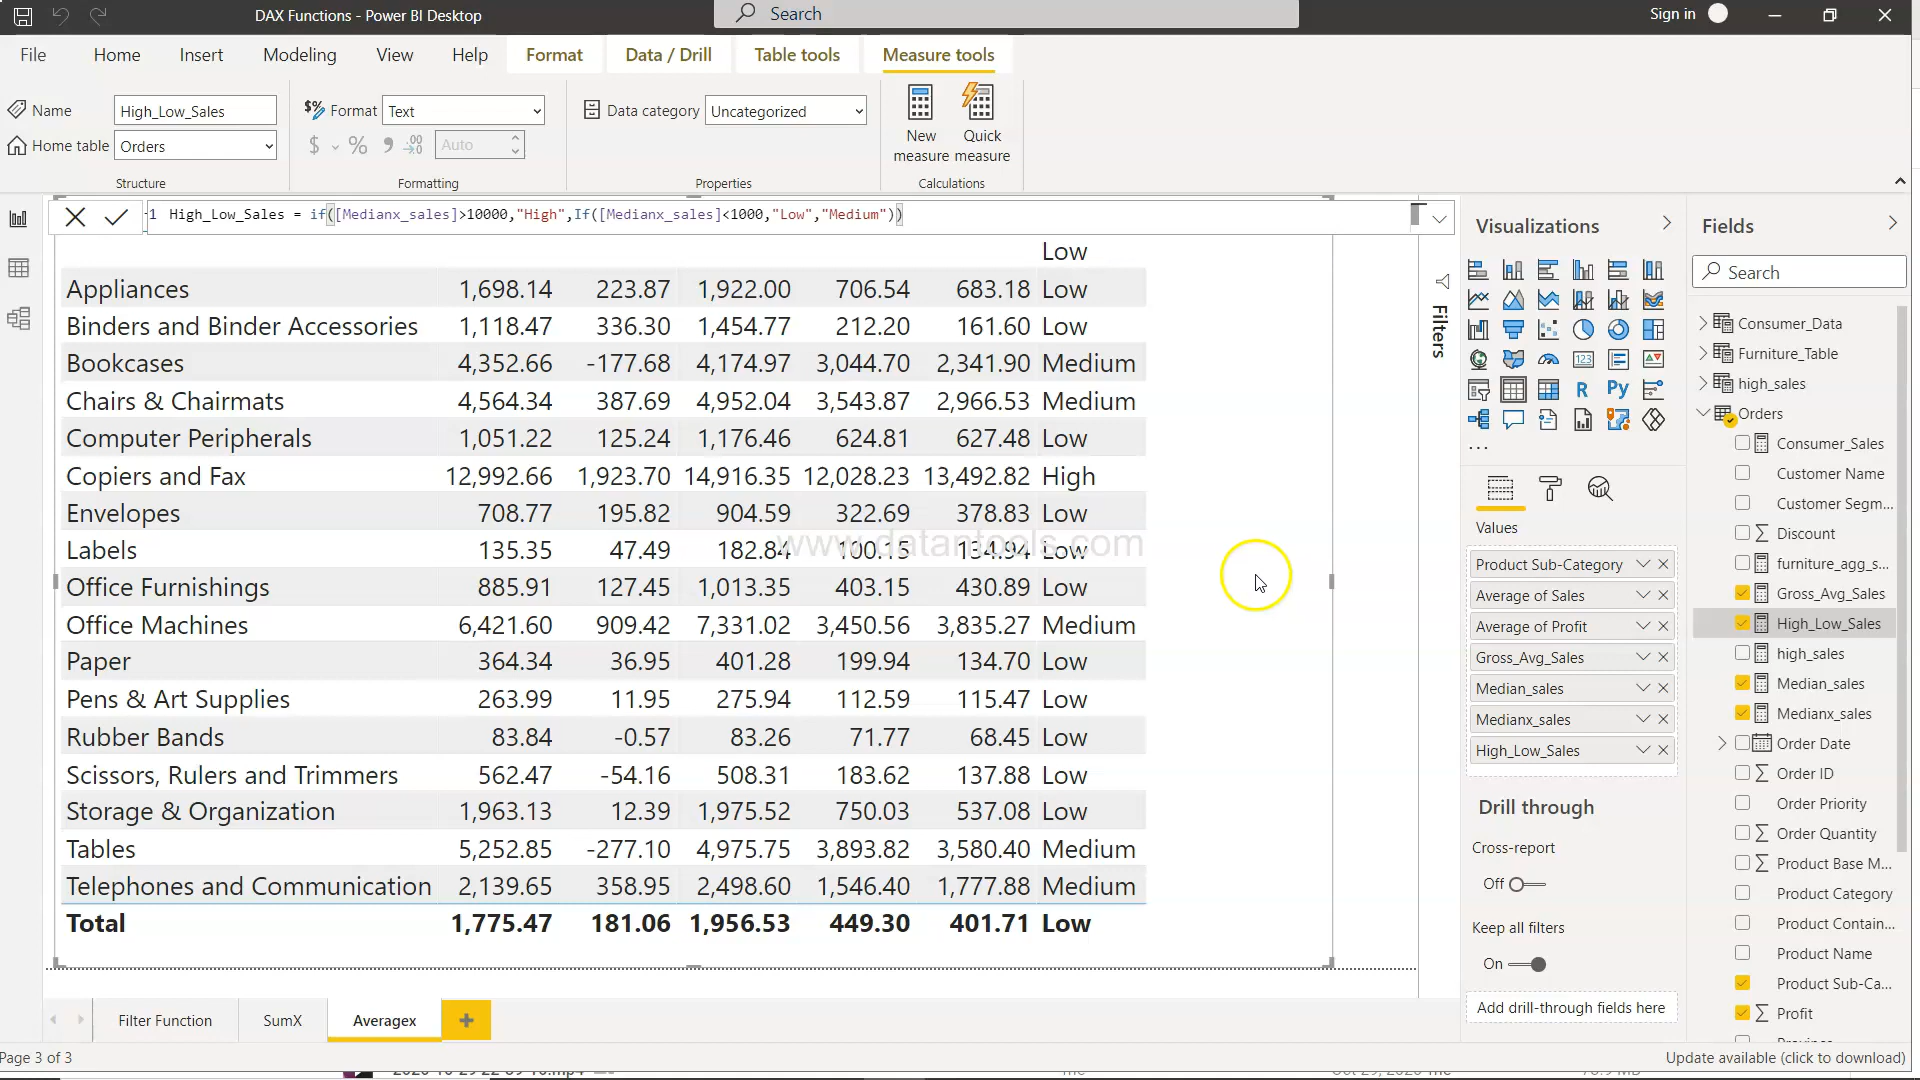 DAX Functions - Power BI Desktop
Search
Sign in
File Home Insert Modeling View Help Format Data / Drill Table tools Measure tools
Name High_Low_Sales
Format Text
Data category Uncategorized
Home table Orders
$ % Auto
New measure
Quick measure
Structure
Formatting
Properties
Calculations
1 High_Low_Sales = if([Medianx_sales]>10000,"High",If([Medianx_sales]<1000,"Low","Medium"))
Low
Appliances 1,698.14 223.87 1,922.00 706.54 683.18 Low
Binders and Binder Accessories 1,118.47 336.30 1,454.77 212.20 161.60 Low
Bookcases 4,352.66 -177.68 4,174.97 3,044.70 2,341.90 Medium
Chairs & Chairmats 4,564.34 387.69 4,952.04 3,543.87 2,966.53 Medium
Computer Peripherals 1,051.22 125.24 1,176.46 624.81 627.48 Low
Copiers and Fax 12,992.66 1,923.70 14,916.35 12,028.23 13,492.82 High
Envelopes 708.77 195.82 904.59 322.69 378.83 Low
Labels 135.35 47.49 182.84 100.15 134.94 Low
www.datantools.com
Office Furnishings 885.91 127.45 1,013.35 403.15 430.89 Low
Office Machines 6,421.60 909.42 7,331.02 3,450.56 3,835.27 Medium
Paper 364.34 36.95 401.28 199.94 134.70 Low
Pens & Art Supplies 263.99 11.95 275.94 112.59 115.47 Low
Rubber Bands 83.84 -0.57 83.26 71.77 68.45 Low
Scissors, Rulers and Trimmers 562.47 -54.16 508.31 183.62 137.88 Low
Storage & Organization 1,963.13 12.39 1,975.52 750.03 537.08 Low
Tables 5,252.85 -277.10 4,975.75 3,893.82 3,580.40 Medium
Telephones and Communication 2,139.65 358.95 2,498.60 1,546.40 1,777.88 Medium
Total 1,775.47 181.06 1,956.53 449.30 401.71 Low
Filters
Visualizations
R Py
...
Values
Product Sub-Category
Average of Sales
Average of Profit
Gross_Avg_Sales
Median_sales
Medianx_sales
High_Low_Sales
Drill through
Cross-report
Off
Keep all filters
On
Add drill-through fields here
Fields
Search
Consumer_Data
Furniture_Table
high_sales
Orders
Consumer_Sales
Customer Name
Customer Segm...
Discount
furniture_agg_s...
Gross_Avg_Sales
High_Low_Sales
high_sales
Median_sales
Medianx_sales
Order Date
Order ID
Order Priority
Order Quantity
Product Base M...
Product Category
Product Contain...
Product Name
Product Sub-Ca...
Profit
Filter Function SumX Averagex +
Page 3 of 3
Update available (click to download)